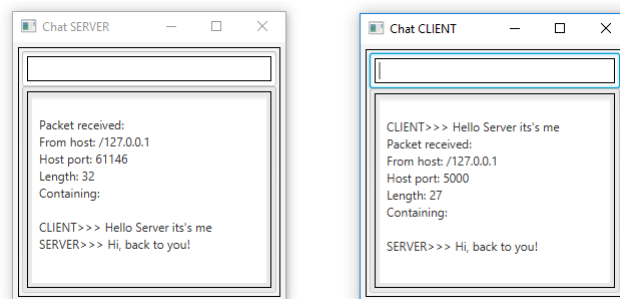 Chat SERVER
Packet received:
From host: /127.0.0.1
Host port: 61146
Length: 32
Containing:
CLIENT>>> Hello Server its's me
SERVER>>> Hi, back to you!
Chat CLIENT
CLIENT>>> Hello Server its's me
Packet received:
From host: /127.0.0.1
Host port: 5000
Length: 27
Containing:
SERVER>>> Hi, back to you!